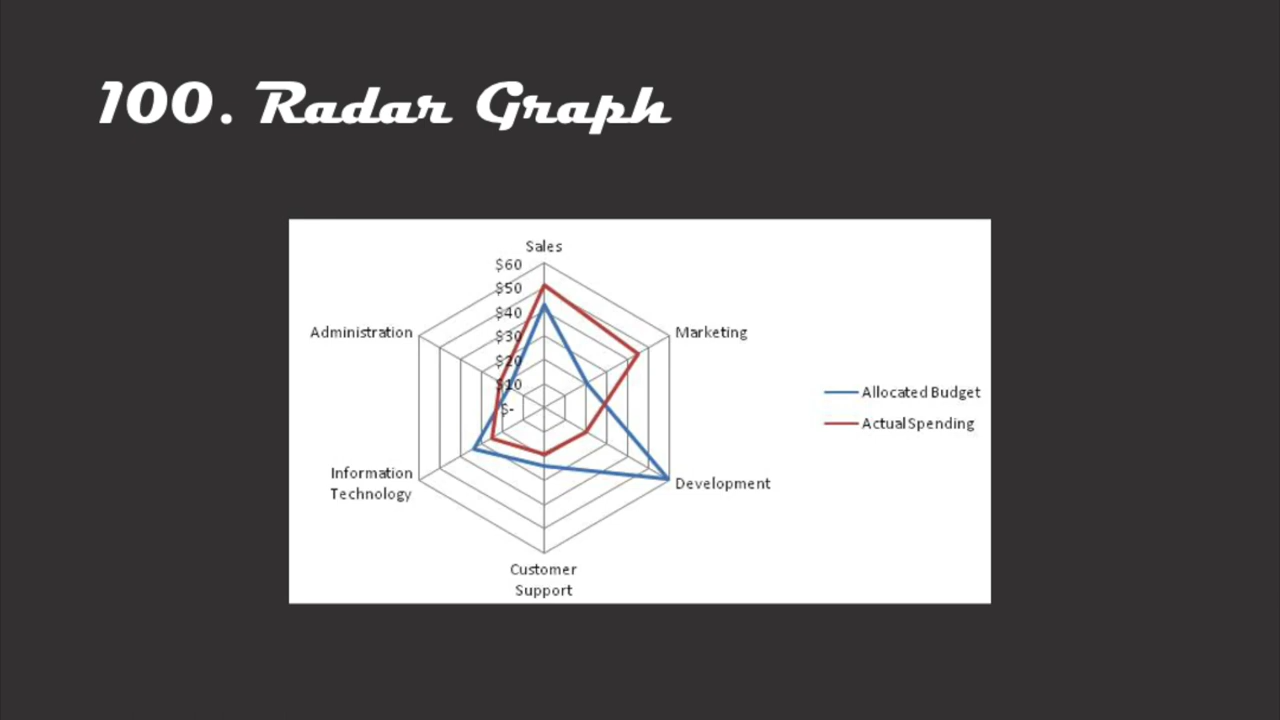 100. Radar Graph
Sales
$60
$50
$40
$30
$20
$10
$-
Administration
Marketing
Information
Technology
Development
Customer
Support
Allocated Budget
Actual Spending